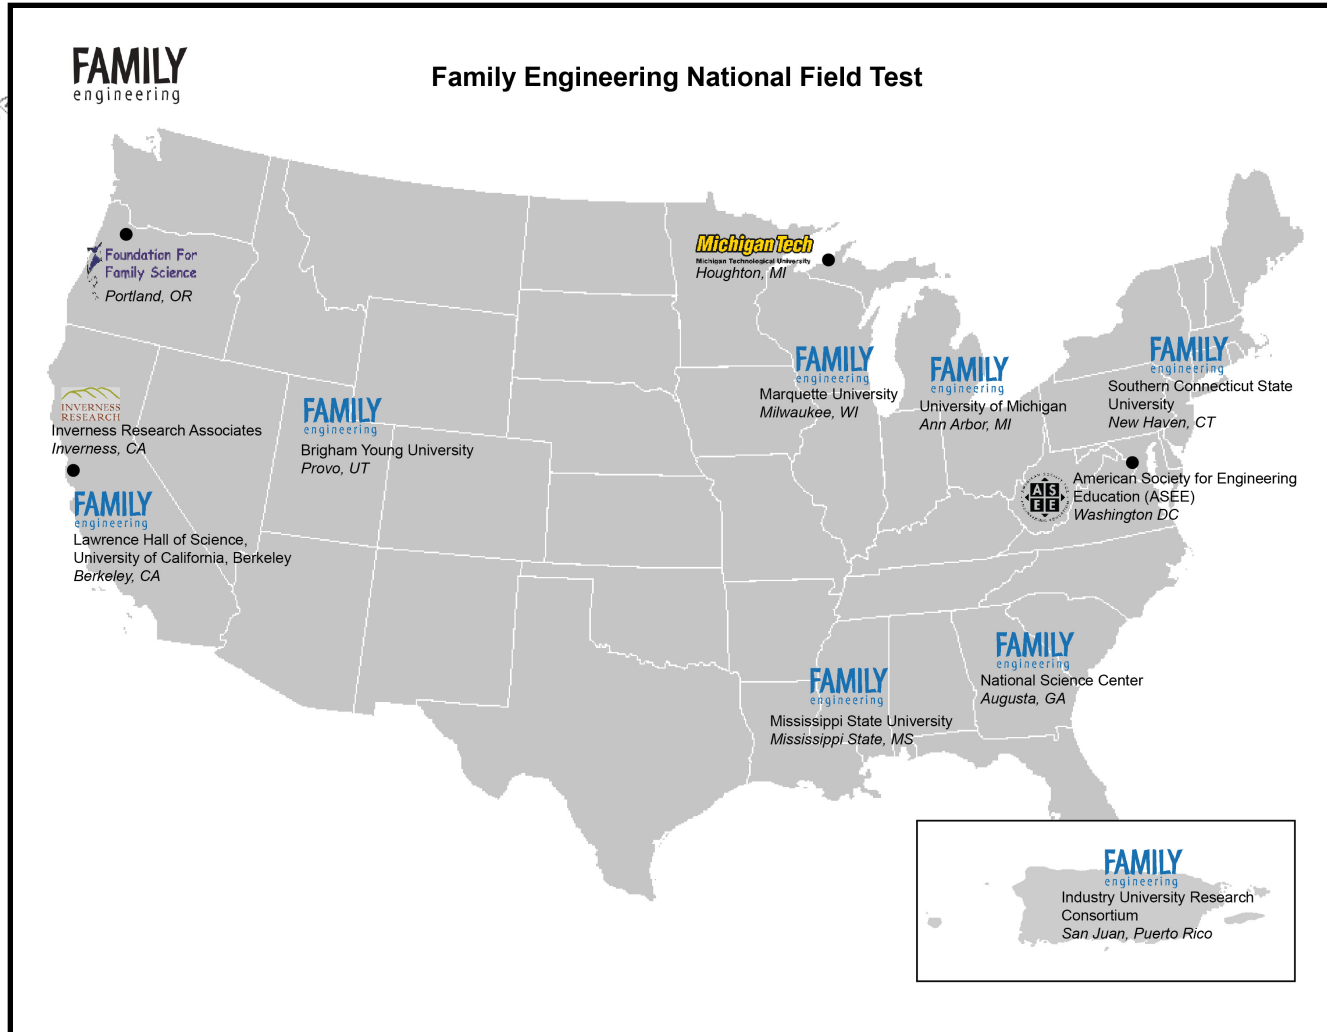 FAMILY
engineering
Family Engineering National Field Test
Foundation For
Family Science
Portland, OR
MichiganTech
Michigan Technological University
Houghton, MI
INVERNESS
RESEARCH
Inverness Research Associates
Inverness, CA
FAMILY
engineering
Brigham Young University
Provo, UT
FAMILY
engineering
Marquette University
Milwaukee, WI
FAMILY
engineering
University of Michigan
Ann Arbor, MI
FAMILY
engineering
Southern Connecticut State
University
New Haven, CT
FAMILY
engineering
Lawrence Hall of Science,
University of California, Berkeley
Berkeley, CA
A S
E E
American Society for Engineering
Education (ASEE)
Washington DC
FAMILY
engineering
Mississippi State University
Mississippi State, MS
FAMILY
engineering
National Science Center
Augusta, GA
FAMILY
engineering
Industry University Research
Consortium
San Juan, Puerto Rico